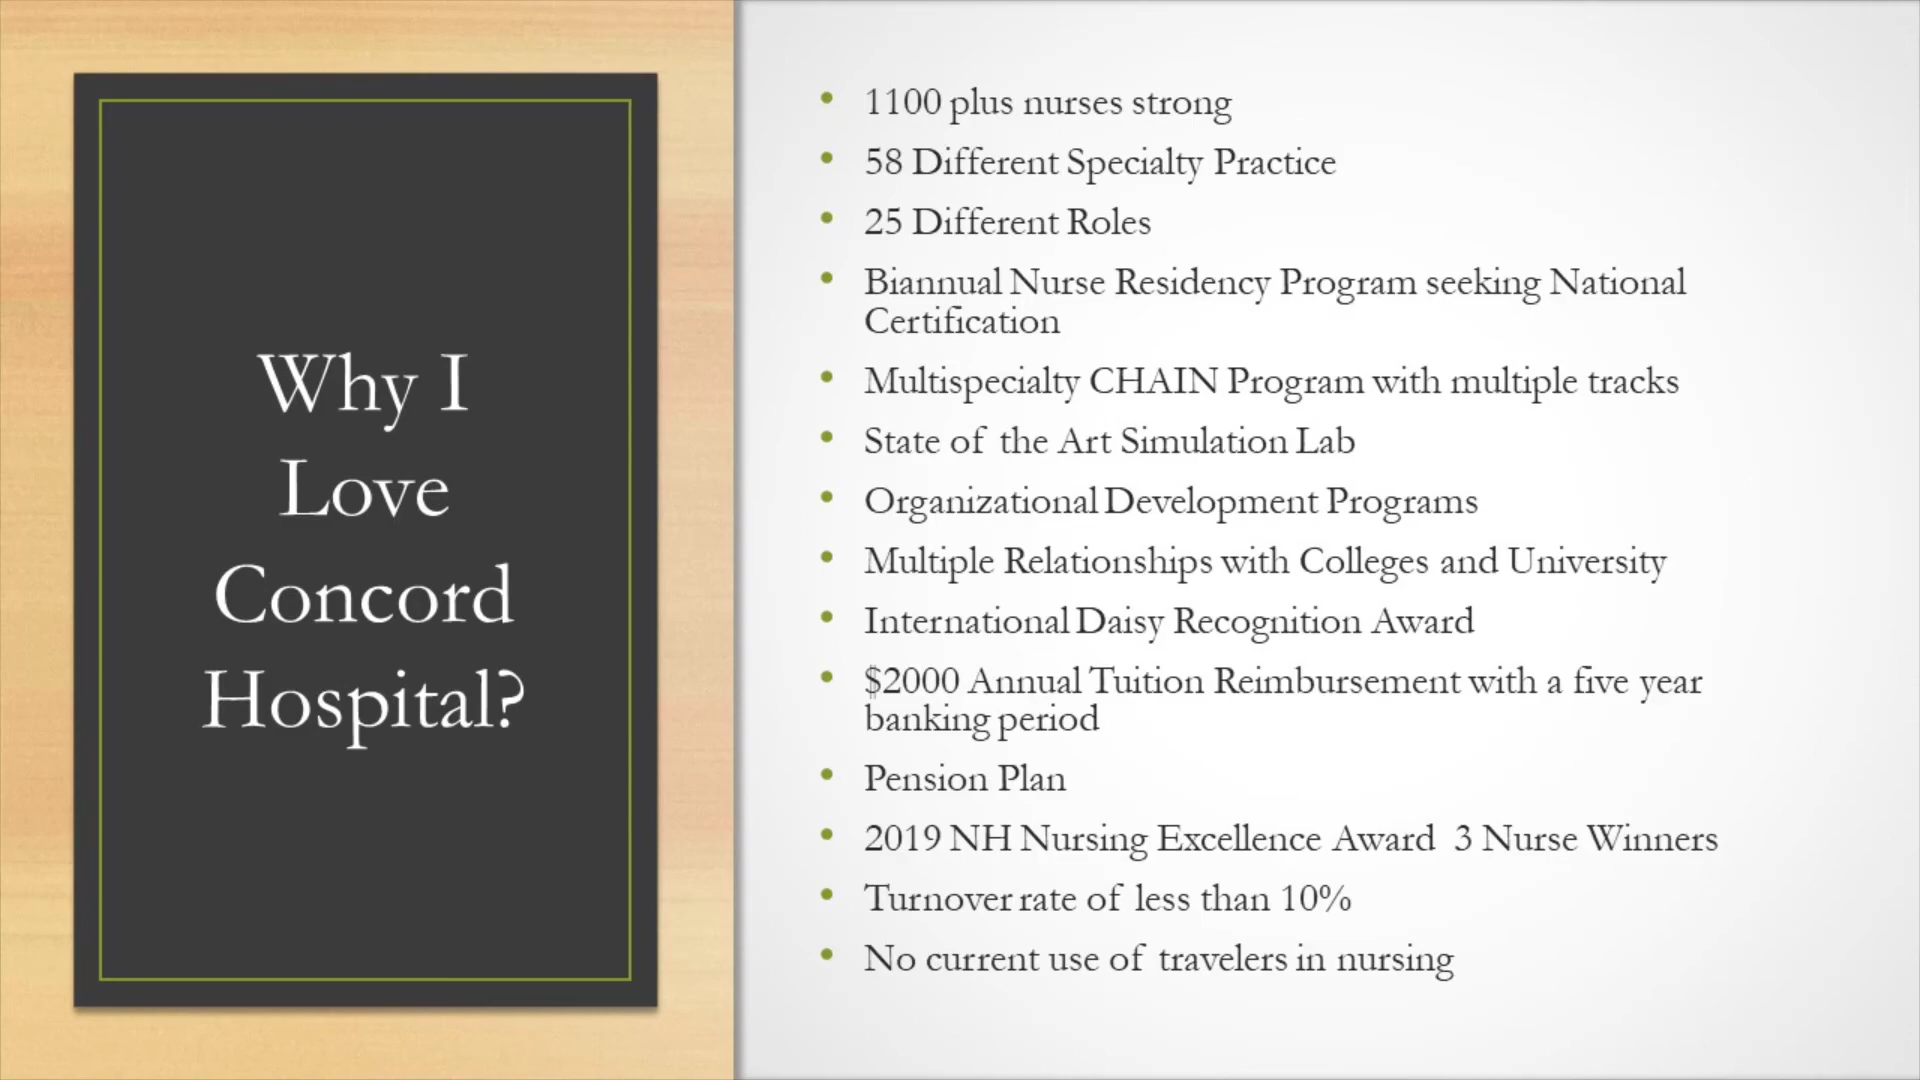 Why I
Love
Concord
Hospital?
• 1100 plus nurses strong
• 58 Different Specialty Practice
• 25 Different Roles
• Biannual Nurse Residency Program seeking National
Certification
• Multispecialty CHAIN Program with multiple tracks
• State of the Art Simulation Lab
• Organizational Development Programs
• Multiple Relationships with Colleges and University
• International Daisy Recognition Award
• $2000 Annual Tuition Reimbursement with a five year
banking period
• Pension Plan
• 2019 NH Nursing Excellence Award  3 Nurse Winners
• Turnover rate of less than 10%
• No current use of travelers in nursing